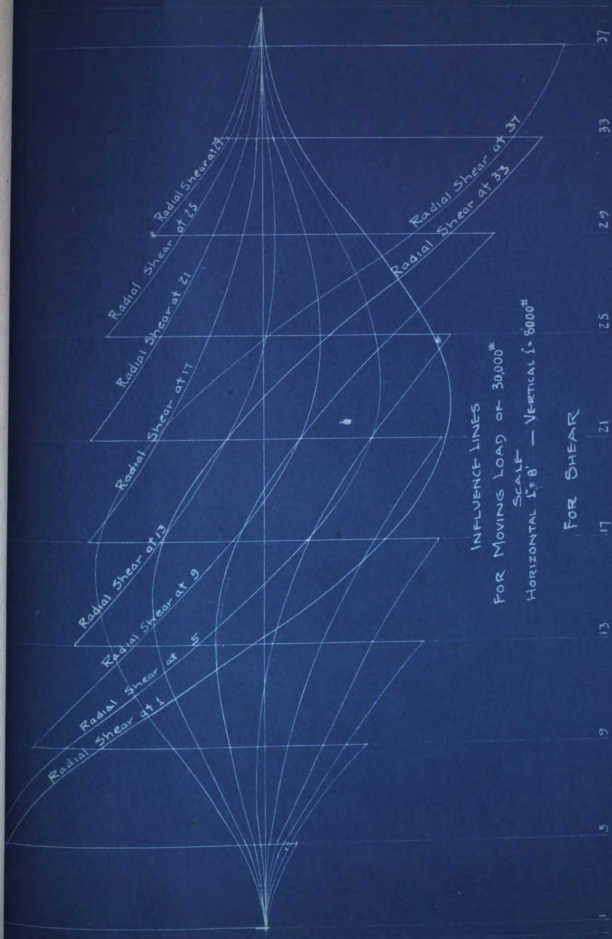 Radial Shear at 1
Radial Shear at 5
Radial Shear at 9
Radial Shear at 13
Radial Shear at 17
Radial Shear at 21
Radial Shear at 25
Radial Shear at 29
Radial Shear at 33
Radial Shear at 37
INFLUENCE LINES
FOR MOVING LOAD OF 30,000#
SCALE
HORIZONTAL 1"= 8' — VERTICAL 1"= 8000#
FOR SHEAR
1 5 9 13 17 21 25 29 33 37